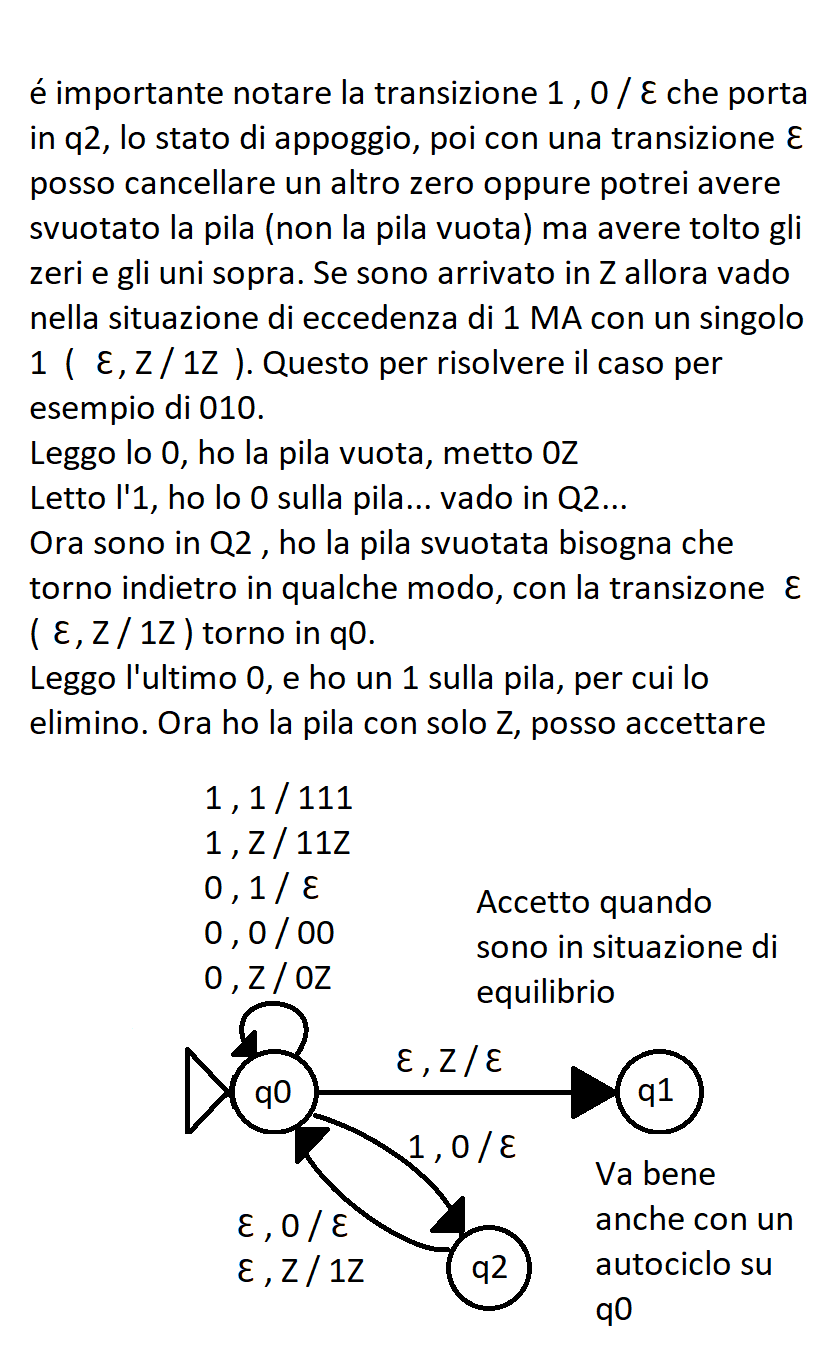 é importante notare la transizione 1 , 0 / Ɛ che porta
in q2, lo stato di appoggio, poi con una transizione Ɛ
posso cancellare un altro zero oppure potrei avere
svuotato la pila (non la pila vuota) ma avere tolto gli
zeri e gli uni sopra. Se sono arrivato in Z allora vado
nella situazione di eccedenza di 1 MA con un singolo
1 ( Ɛ , Z / 1Z ). Questo per risolvere il caso per
esempio di 010.
Leggo lo 0, ho la pila vuota, metto 0Z
Letto l'1, ho lo 0 sulla pila... vado in Q2...
Ora sono in Q2 , ho la pila svuotata bisogna che
torno indietro in qualche modo, con la transizone Ɛ
( Ɛ , Z / 1Z ) torno in q0.
Leggo l'ultimo 0, e ho un 1 sulla pila, per cui lo
elimino. Ora ho la pila con solo Z, posso accettare
1 , 1 / 111
1 , Z / 11Z
0 , 1 / Ɛ
0 , 0 / 00
0 , Z / 0Z
Accetto quando
sono in situazione di
equilibrio
Ɛ , Z / Ɛ
q0
q1
1 , 0 / Ɛ
Ɛ , 0 / Ɛ
Ɛ , Z / 1Z
q2
Va bene
anche con un
autociclo su
q0